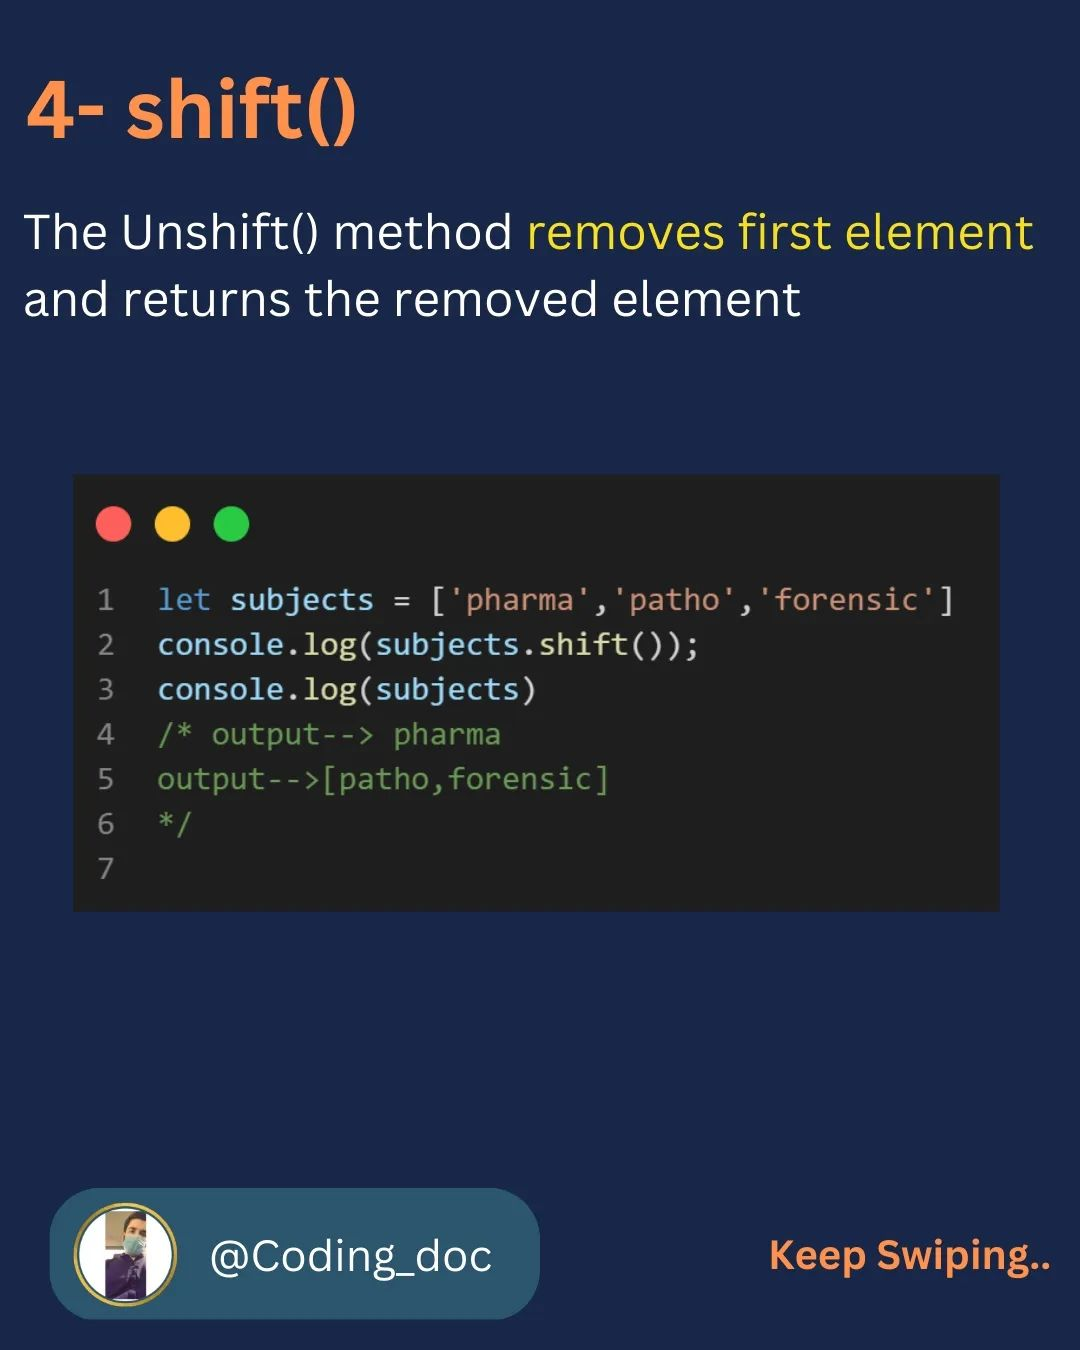 4- shift()
The Unshift() method removes first element
and returns the removed element
1 let subjects = ['pharma','patho','forensic']
2 console.log(subjects.shift());
3 console.log(subjects)
4 /* output--> pharma
5 output-->[patho,forensic]
6 */
7
@Coding_doc
Keep Swiping..